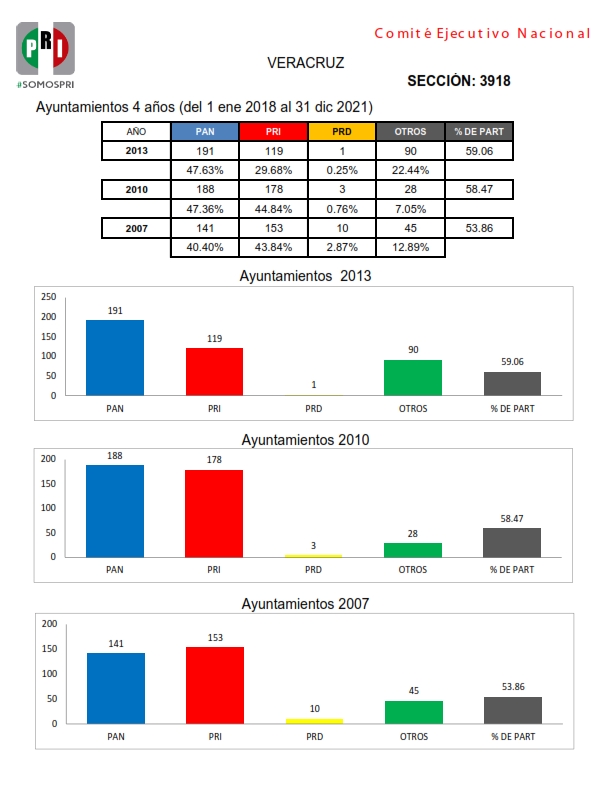 Comité Ejecutivo Nacional
PRI
#SOMOSPRI
VERACRUZ
SECCIÓN: 3918
Ayuntamientos 4 años (del 1 ene 2018 al 31 dic 2021)
AÑO PAN PRI PRD OTROS % DE PART
2013 191 119 1 90 59.06
47.63% 29.68% 0.25% 22.44%
2010 188 178 3 28 58.47
47.36% 44.84% 0.76% 7.05%
2007 141 153 10 45 53.86
40.40% 43.84% 2.87% 12.89%
Ayuntamientos 2013
250
200
150
100
50
0
191
119
1
90
59.06
PAN PRI PRD OTROS % DE PART
Ayuntamientos 2010
200
150
100
50
0
188
178
3
28
58.47
PAN PRI PRD OTROS % DE PART
Ayuntamientos 2007
200
150
100
50
0
141
153
10
45
53.86
PAN PRI PRD OTROS % DE PART